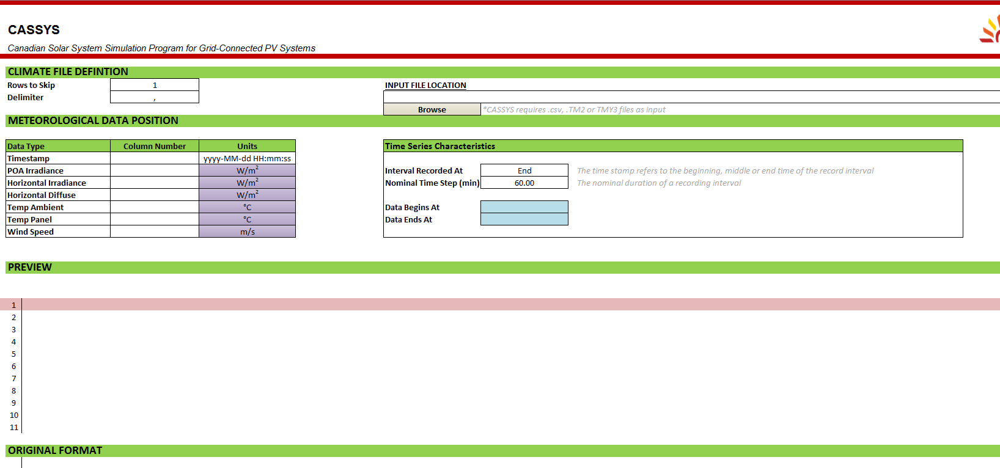 CASSYS
Canadian Solar System Simulation Program for Grid-Connected PV Systems
CLIMATE FILE DEFINTION
Rows to Skip 1
Delimiter ,
INPUT FILE LOCATION
Browse *CASSYS requires .csv, .TM2 or TMY3 files as input
METEOROLOGICAL DATA POSITION
Data Type Column Number Units
Timestamp yyyy-MM-dd HH:mm:ss
POA Irradiance W/m²
Horizontal Irradiance W/m²
Horizontal Diffuse W/m²
Temp Ambient °C
Temp Panel °C
Wind Speed m/s
Time Series Characteristics
Interval Recorded At End The time stamp refers to the beginning, middle or end time of the record interval
Nominal Time Step (min) 60.00 The nominal duration of a recording interval
Data Begins At
Data Ends At
PREVIEW
1
2
3
4
5
6
7
8
9
10
11
ORIGINAL FORMAT